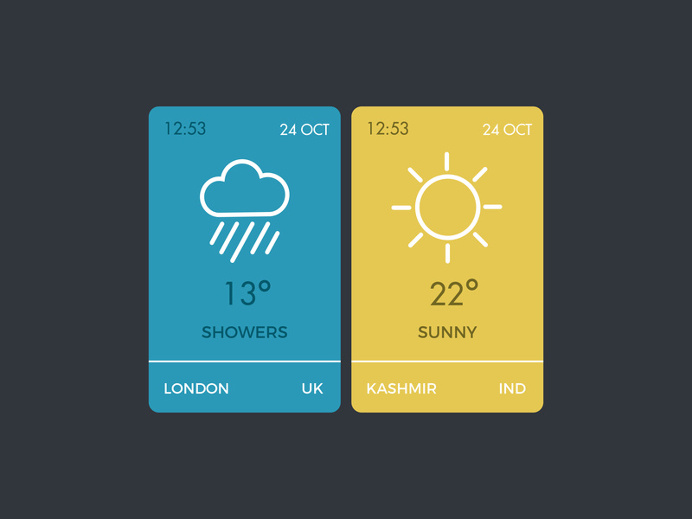 12:53 24 OCT
13°
SHOWERS
LONDON UK
12:53 24 OCT
22°
SUNNY
KASHMIR IND